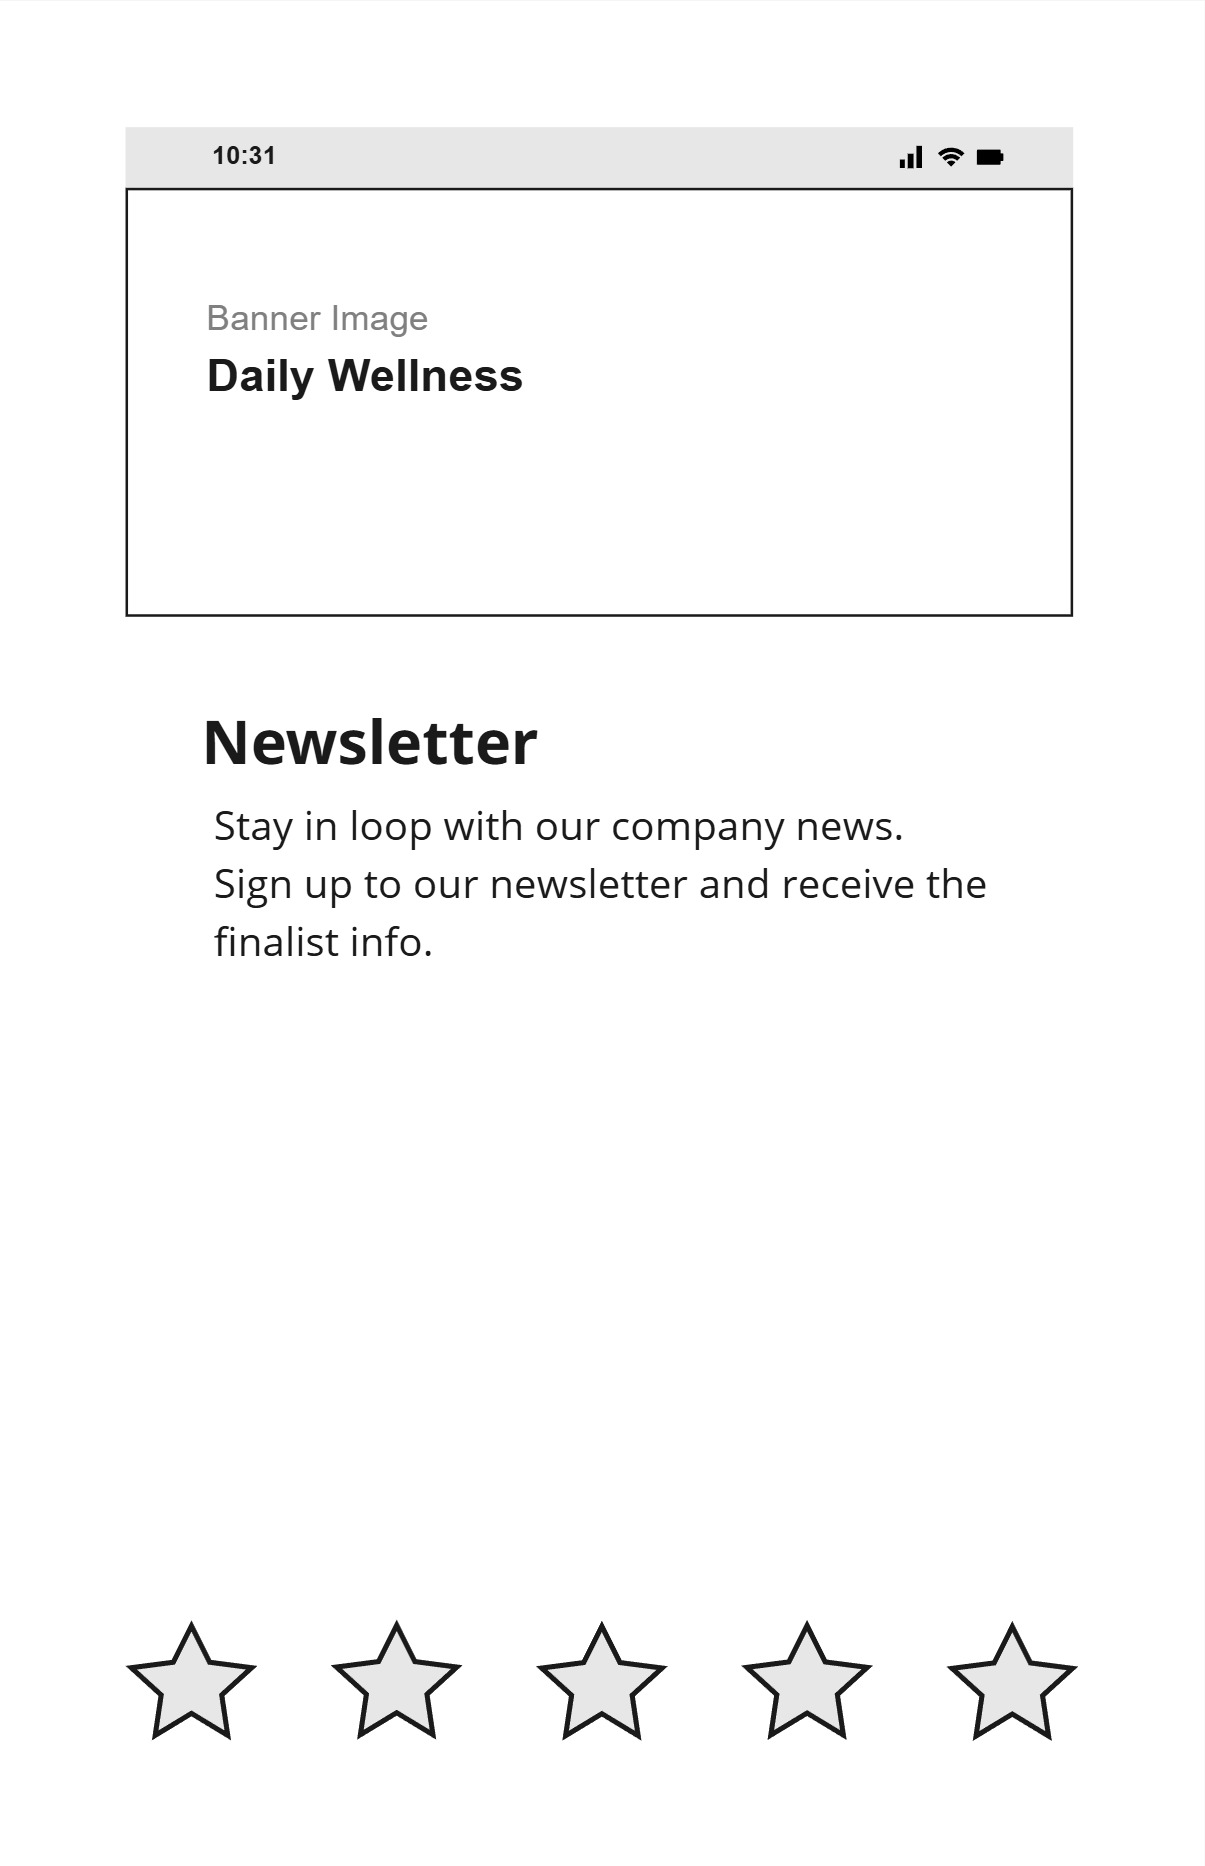 10:31
Banner Image
Daily Wellness
Newsletter
Stay in loop with our company news.
Sign up to our newsletter and receive the
finalist info.